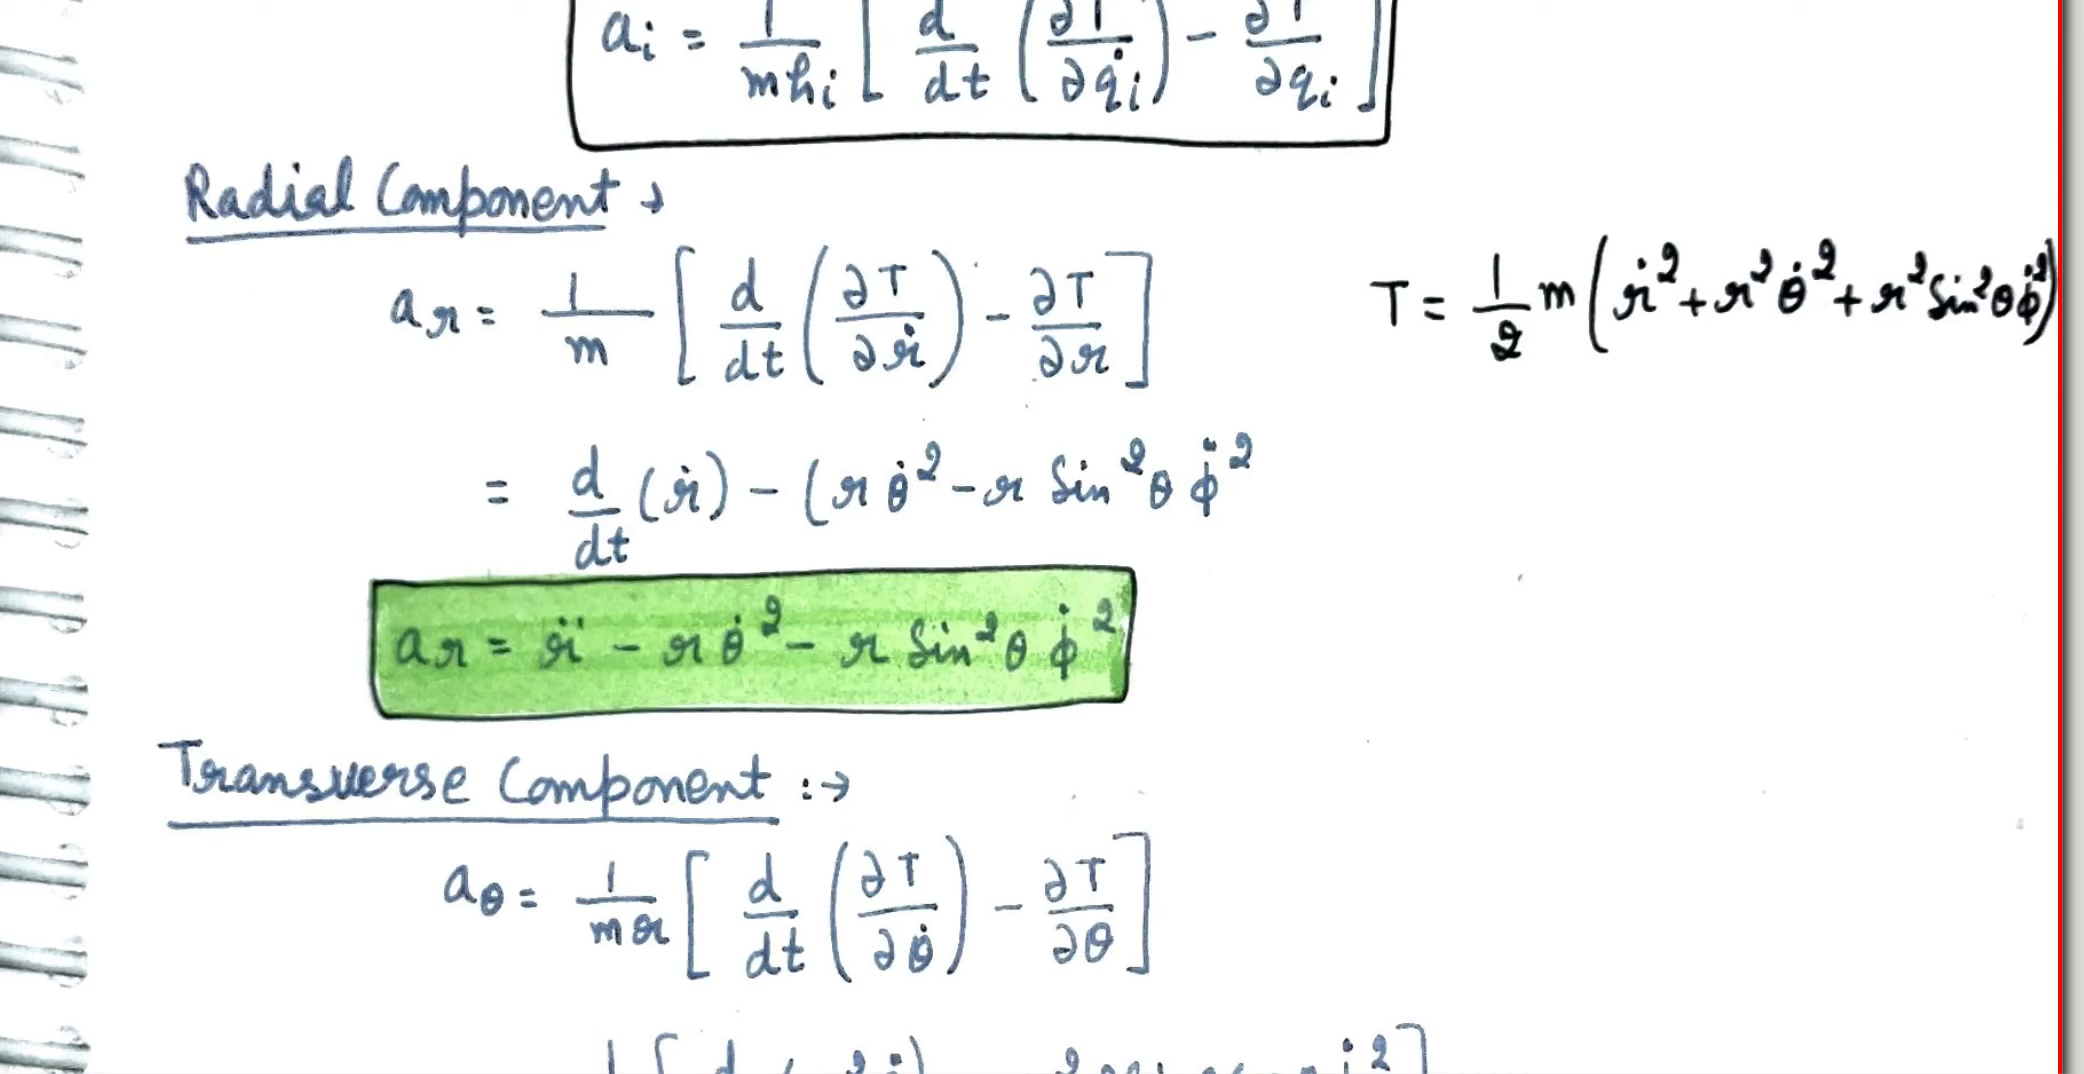 aᵢ = 1/(mhᵢ) [ d/dt (∂T/∂q̇ᵢ) - ∂T/∂qᵢ ]
Radial Component →
aᵣ = 1/m [ d/dt (∂T/∂ṙ) - ∂T/∂r ]
T = 1/2 m (ṙ² + r² θ̇² + r² Sin²θ φ̇²)
= d/dt (ṙ) - (r θ̇² - r Sin²θ φ̇²
aᵣ = r̈ - r θ̇² - r Sin²θ φ̇²
Transverse Component :→
a_θ = 1/(mr) [ d/dt (∂T/∂θ̇) - ∂T/∂θ ]